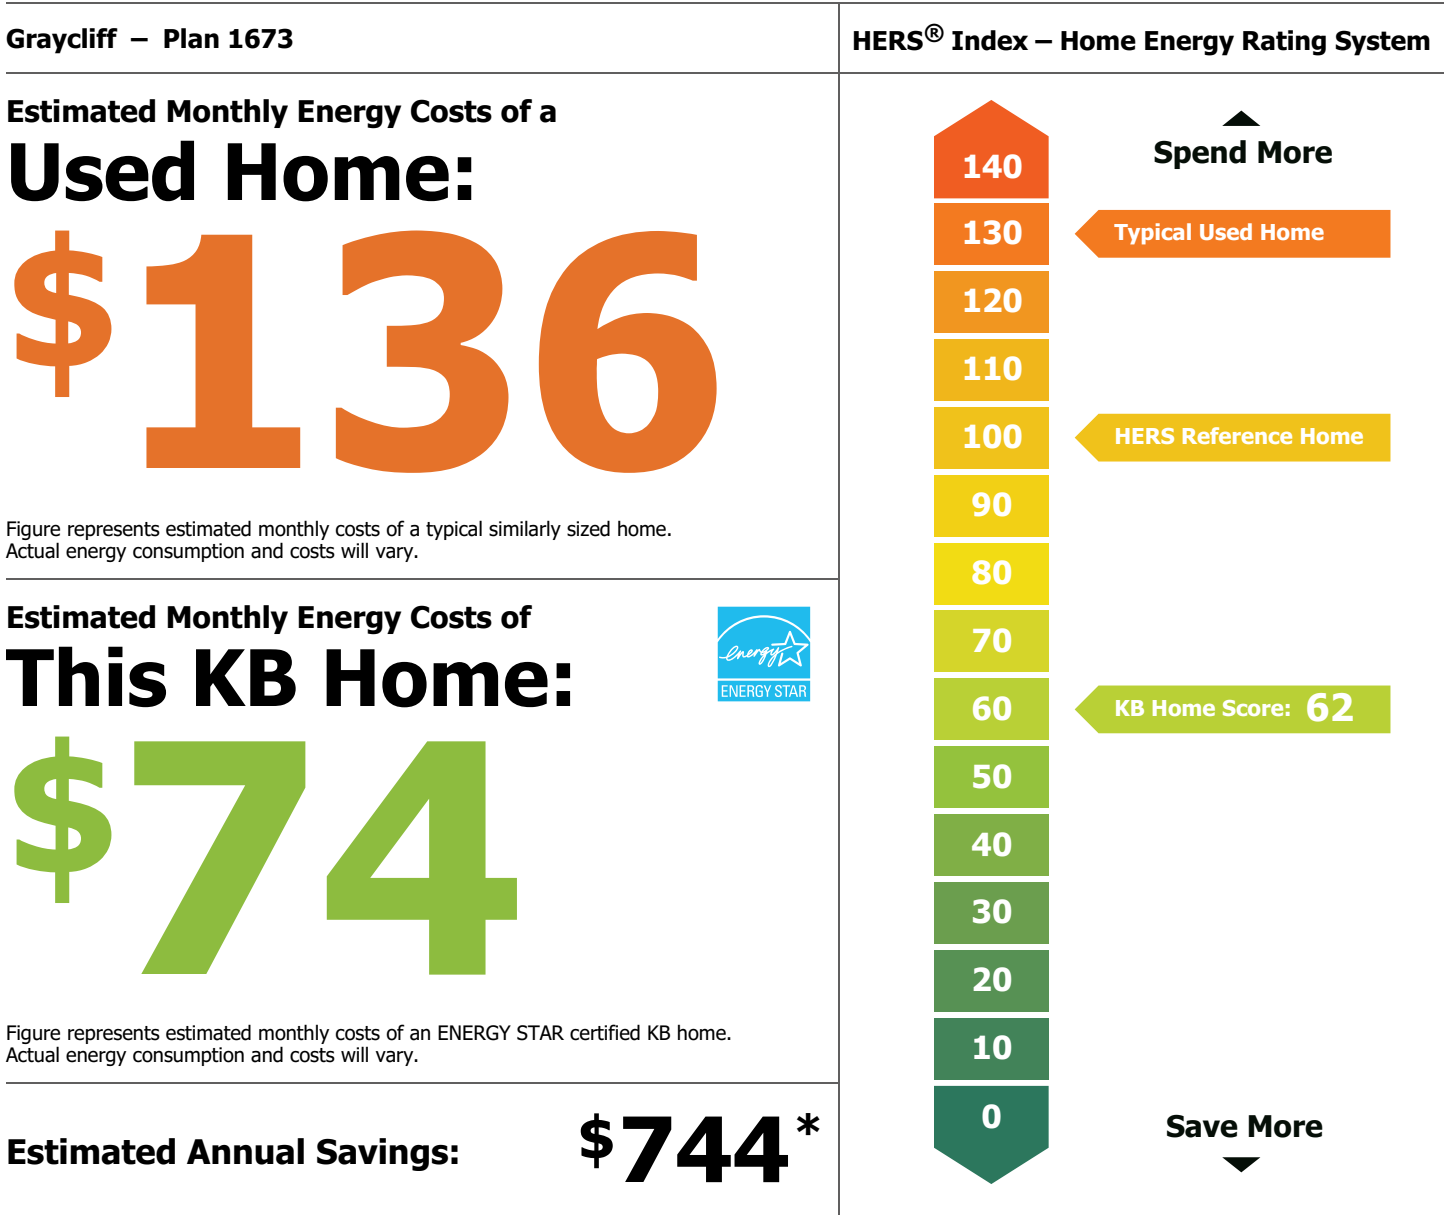 Graycliff – Plan 1673
Estimated Monthly Energy Costs of a
Used Home:
$136
Figure represents estimated monthly costs of a typical similarly sized home.
Actual energy consumption and costs will vary.
Estimated Monthly Energy Costs of
This KB Home:
energy
ENERGY STAR
$74
Figure represents estimated monthly costs of an ENERGY STAR certified KB home.
Actual energy consumption and costs will vary.
Estimated Annual Savings: $744*
HERS® Index – Home Energy Rating System
Spend More
140
130 Typical Used Home
120
110
100 HERS Reference Home
90
80
70
60 KB Home Score: 62
50
40
30
20
10
0
Save More